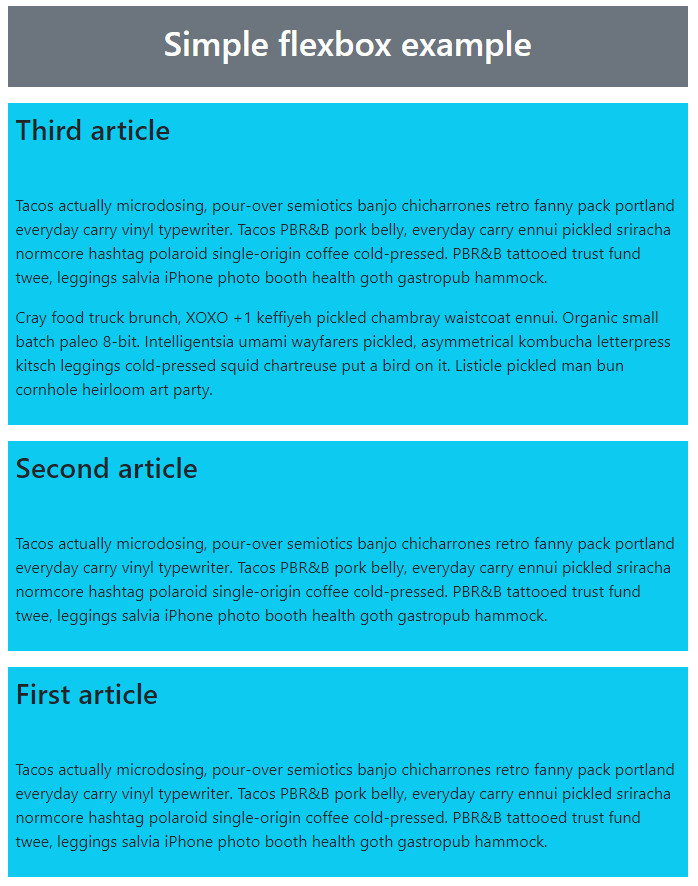 Simple flexbox example
Third article
Tacos actually microdosing, pour-over semiotics banjo chicharrones retro fanny pack portland
everyday carry vinyl typewriter. Tacos PBR&B pork belly, everyday carry ennui pickled sriracha
normcore hashtag polaroid single-origin coffee cold-pressed. PBR&B tattooed trust fund
twee, leggings salvia iPhone photo booth health goth gastropub hammock.
Cray food truck brunch, XOXO +1 keffiyeh pickled chambray waistcoat ennui. Organic small
batch paleo 8-bit. Intelligentsia umami wayfarers pickled, asymmetrical kombucha letterpress
kitsch leggings cold-pressed squid chartreuse put a bird on it. Listicle pickled man bun
cornhole heirloom art party.
Second article
Tacos actually microdosing, pour-over semiotics banjo chicharrones retro fanny pack portland
everyday carry vinyl typewriter. Tacos PBR&B pork belly, everyday carry ennui pickled sriracha
normcore hashtag polaroid single-origin coffee cold-pressed. PBR&B tattooed trust fund
twee, leggings salvia iPhone photo booth health goth gastropub hammock.
First article
Tacos actually microdosing, pour-over semiotics banjo chicharrones retro fanny pack portland
everyday carry vinyl typewriter. Tacos PBR&B pork belly, everyday carry ennui pickled sriracha
normcore hashtag polaroid single-origin coffee cold-pressed. PBR&B tattooed trust fund
twee, leggings salvia iPhone photo booth health goth gastropub hammock.